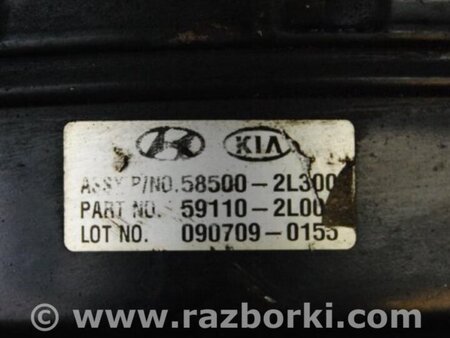 KIA
ASSY P/NO. 58500-2L300
PART NO. 59110-2L00
LOT NO. 090709-0155
© www.razborki.com